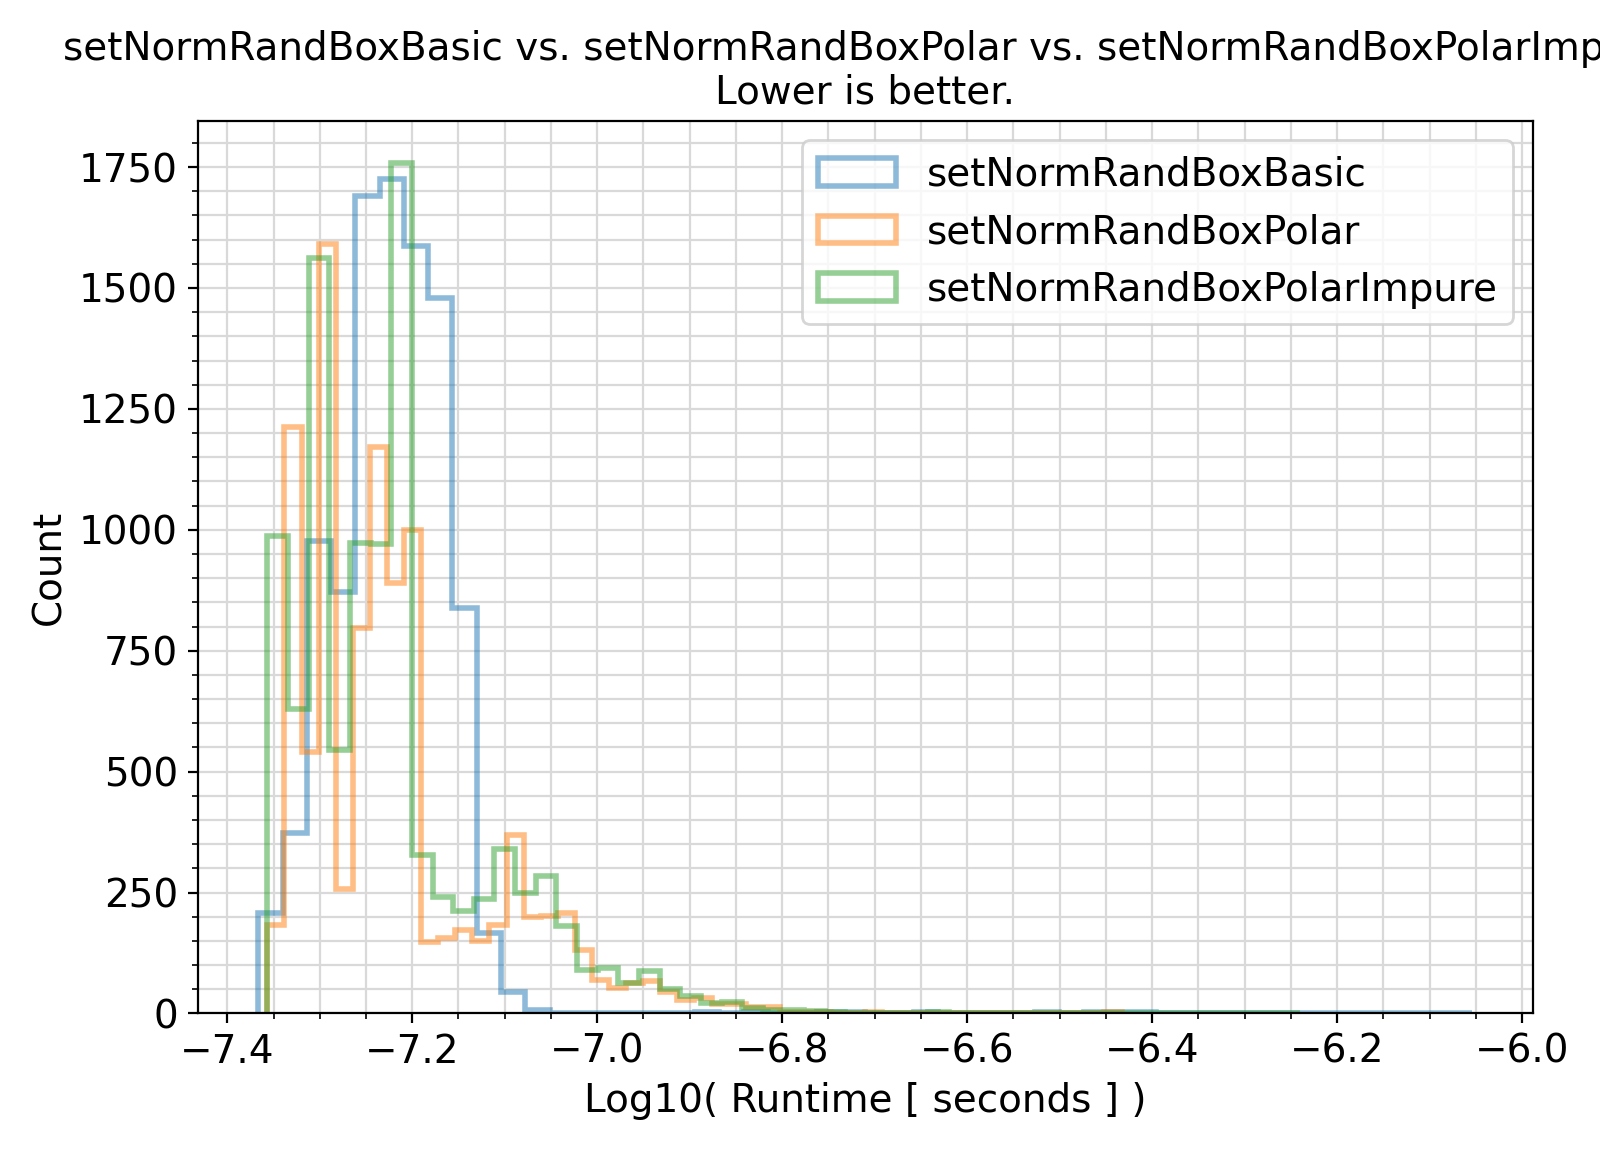 setNormRandBoxBasic vs. setNormRandBoxPolar vs. setNormRandBoxPolarImp
Lower is better.
setNormRandBoxBasic
setNormRandBoxPolar
setNormRandBoxPolarImpure
1750
1500
1250
1000
750
500
250
0
Count
−7.4 −7.2 −7.0 −6.8 −6.6 −6.4 −6.2 −6.0
Log10( Runtime [ seconds ] )